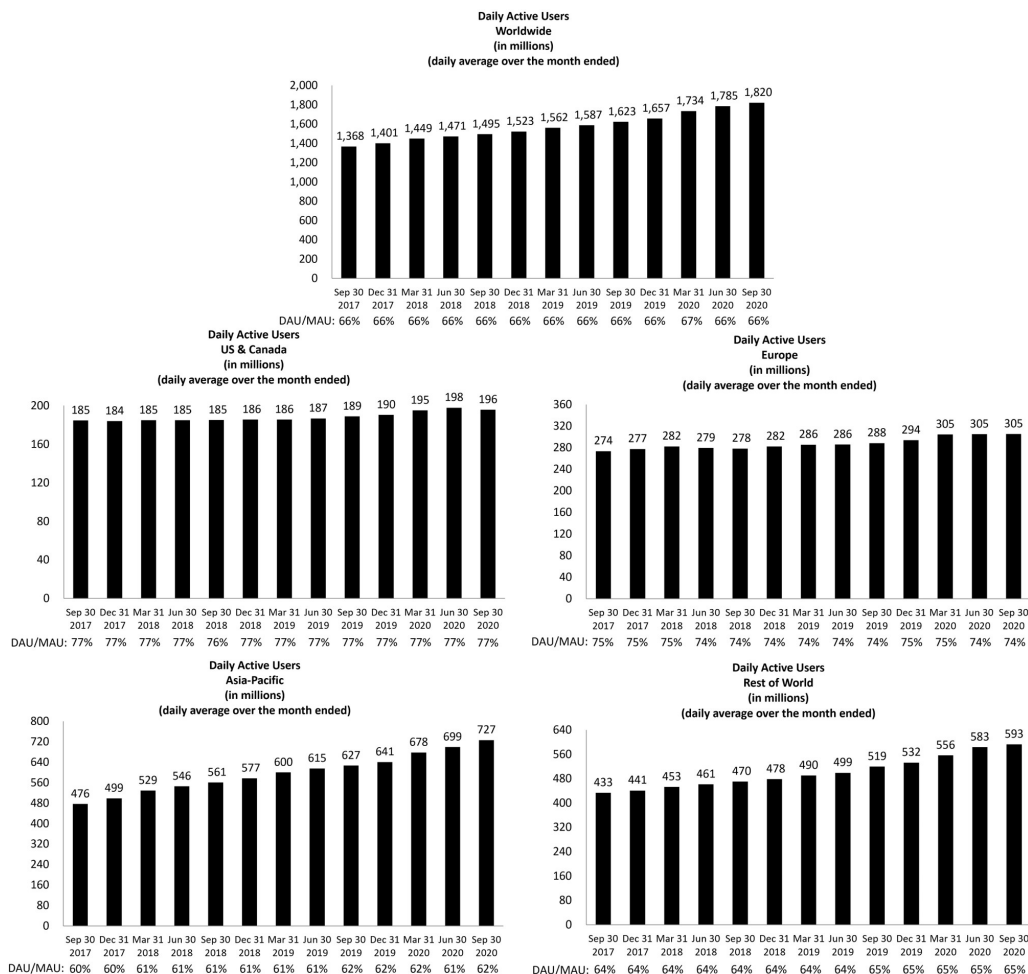 Daily Active Users
Worldwide
(in millions)
(daily average over the month ended)
2,000
1,800
1,600
1,400
1,200
1,000
800
600
400
200
0
1,368 1,401 1,449 1,471 1,495 1,523 1,562 1,587 1,623 1,657 1,734 1,785 1,820
Sep 30 Dec 31 Mar 31 Jun 30 Sep 30 Dec 31 Mar 31 Jun 30 Sep 30 Dec 31 Mar 31 Jun 30 Sep 30
2017 2017 2018 2018 2018 2018 2019 2019 2019 2019 2020 2020 2020
DAU/MAU: 66% 66% 66% 66% 66% 66% 66% 66% 66% 66% 67% 66% 66%
Daily Active Users
US & Canada
(in millions)
(daily average over the month ended)
200
160
120
80
40
0
185 184 185 185 185 186 186 187 189 190 195 198 196
Sep 30 Dec 31 Mar 31 Jun 30 Sep 30 Dec 31 Mar 31 Jun 30 Sep 30 Dec 31 Mar 31 Jun 30 Sep 30
2017 2017 2018 2018 2018 2018 2019 2019 2019 2019 2020 2020 2020
DAU/MAU: 77% 77% 77% 77% 76% 77% 77% 77% 77% 77% 77% 77% 77%
Daily Active Users
Europe
(in millions)
(daily average over the month ended)
360
320
280
240
200
160
120
80
40
0
274 277 282 279 278 282 286 286 288 294 305 305 305
Sep 30 Dec 31 Mar 31 Jun 30 Sep 30 Dec 31 Mar 31 Jun 30 Sep 30 Dec 31 Mar 31 Jun 30 Sep 30
2017 2017 2018 2018 2018 2018 2019 2019 2019 2019 2020 2020 2020
DAU/MAU: 75% 75% 75% 74% 74% 74% 74% 74% 74% 75% 75% 74% 74%
Daily Active Users
Asia-Pacific
(in millions)
(daily average over the month ended)
800
720
640
560
480
400
320
240
160
80
0
476 499 529 546 561 577 600 615 627 641 678 699 727
Sep 30 Dec 31 Mar 31 Jun 30 Sep 30 Dec 31 Mar 31 Jun 30 Sep 30 Dec 31 Mar 31 Jun 30 Sep 30
2017 2017 2018 2018 2018 2018 2019 2019 2019 2019 2020 2020 2020
DAU/MAU: 60% 60% 61% 61% 61% 61% 61% 61% 62% 62% 62% 61% 62%
Daily Active Users
Rest of World
(in millions)
(daily average over the month ended)
640
560
480
400
320
240
160
80
0
433 441 453 461 470 478 490 499 519 532 556 583 593
Sep 30 Dec 31 Mar 31 Jun 30 Sep 30 Dec 31 Mar 31 Jun 30 Sep 30 Dec 31 Mar 31 Jun 30 Sep 30
2017 2017 2018 2018 2018 2018 2019 2019 2019 2019 2020 2020 2020
DAU/MAU: 64% 64% 64% 64% 64% 64% 64% 64% 65% 65% 65% 65% 65%